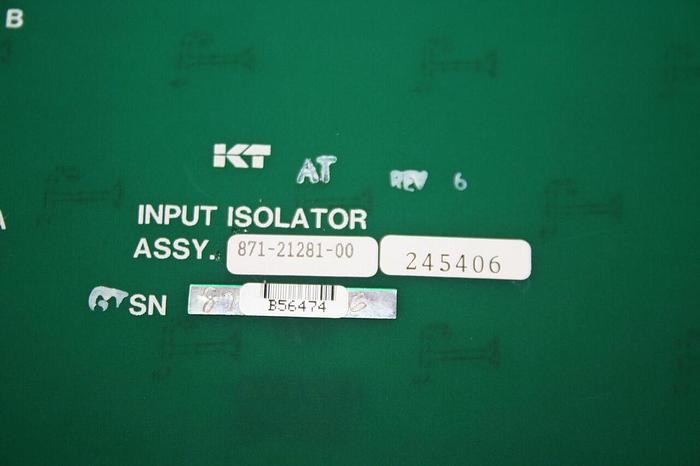 B
KT AT REV 6
INPUT ISOLATOR
ASSY. 871-21281-00 245406
SN B56474